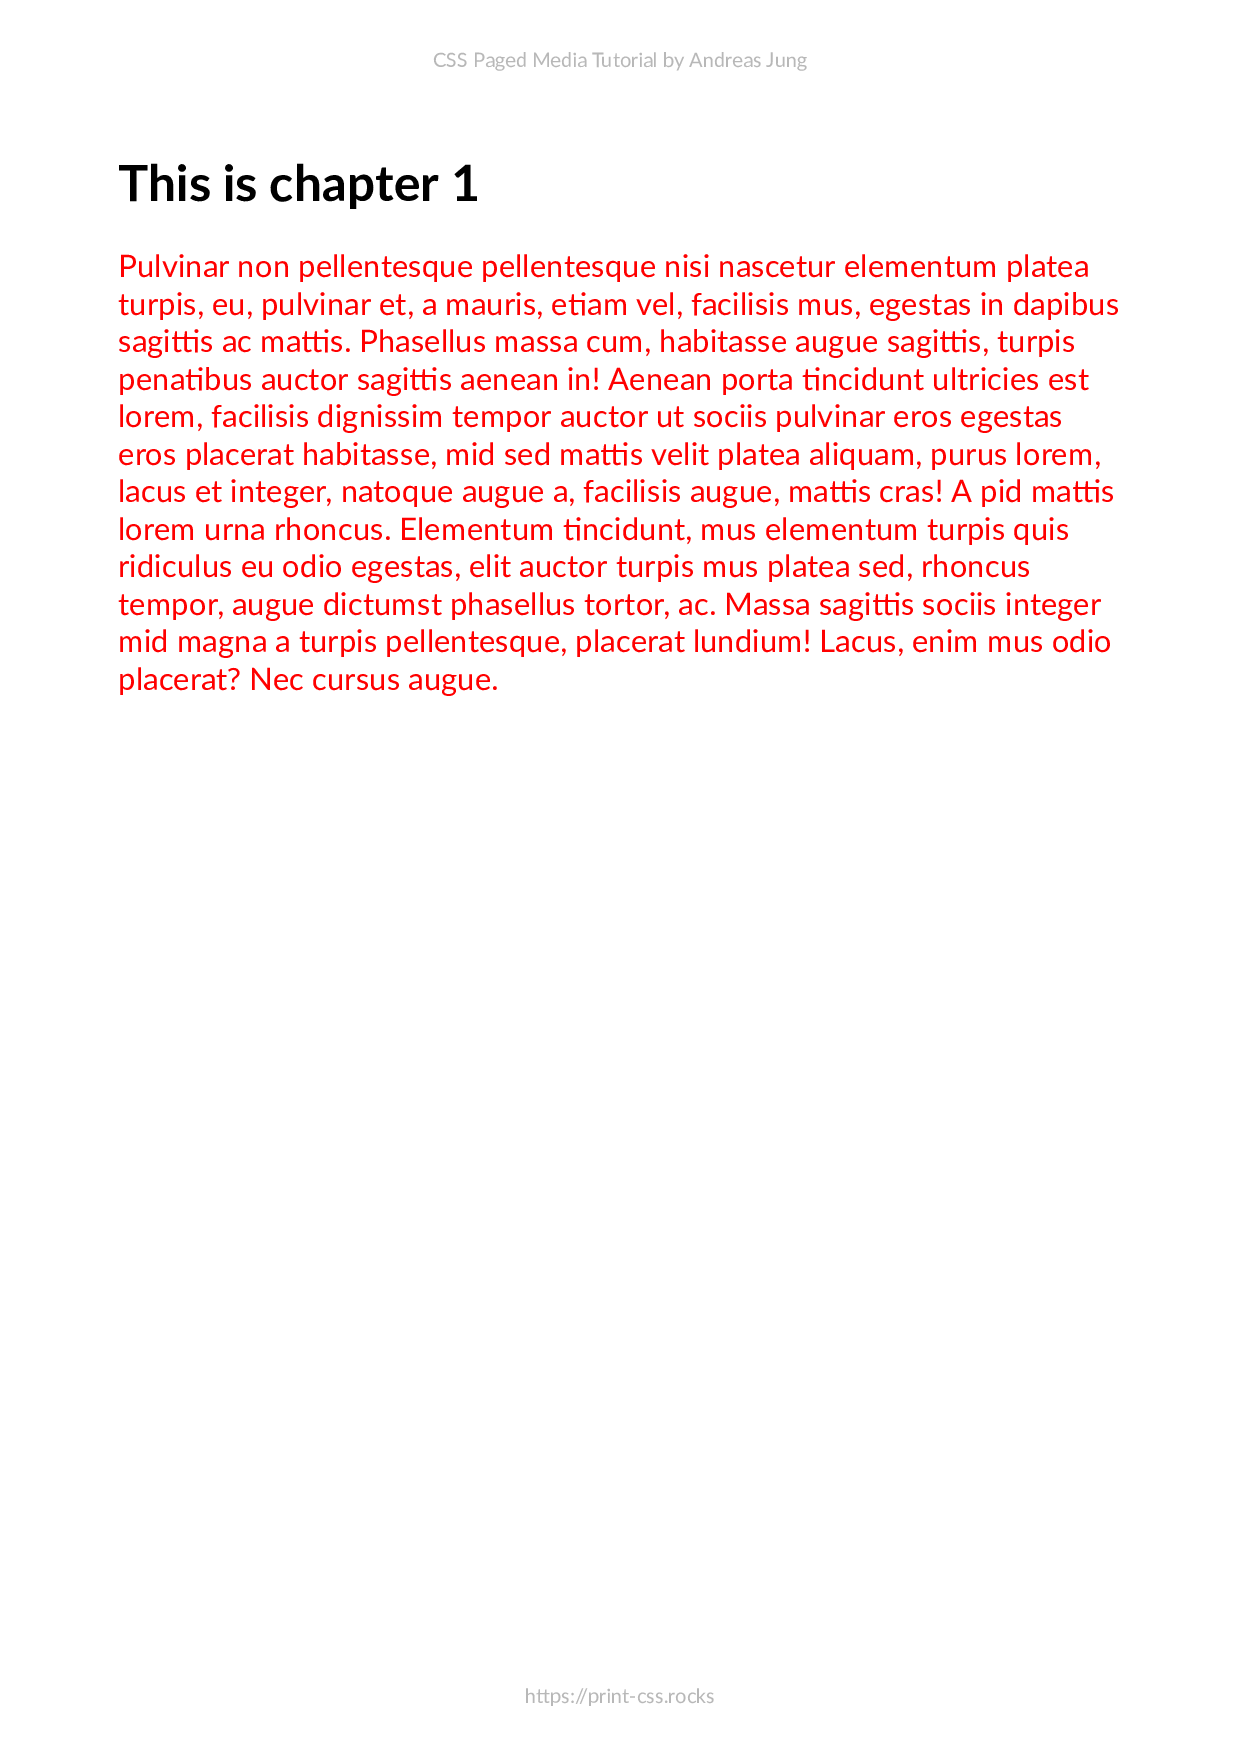 CSS Paged Media Tutorial by Andreas Jung
This is chapter 1
Pulvinar non pellentesque pellentesque nisi nascetur elementum platea
turpis, eu, pulvinar et, a mauris, etiam vel, facilisis mus, egestas in dapibus
sagittis ac mattis. Phasellus massa cum, habitasse augue sagittis, turpis
penatibus auctor sagittis aenean in! Aenean porta tincidunt ultricies est
lorem, facilisis dignissim tempor auctor ut sociis pulvinar eros egestas
eros placerat habitasse, mid sed mattis velit platea aliquam, purus lorem,
lacus et integer, natoque augue a, facilisis augue, mattis cras! A pid mattis
lorem urna rhoncus. Elementum tincidunt, mus elementum turpis quis
ridiculus eu odio egestas, elit auctor turpis mus platea sed, rhoncus
tempor, augue dictumst phasellus tortor, ac. Massa sagittis sociis integer
mid magna a turpis pellentesque, placerat lundium! Lacus, enim mus odio
placerat? Nec cursus augue.
https://print-css.rocks